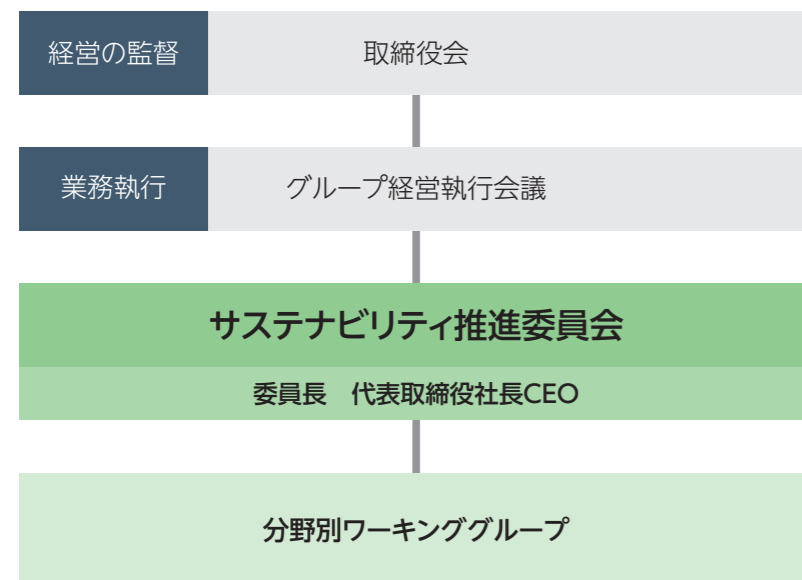 経営の監督 取締役会
業務執行 グループ経営執行会議
サステナビリティ推進委員会
委員長　代表取締役社長CEO
分野別ワーキンググループ